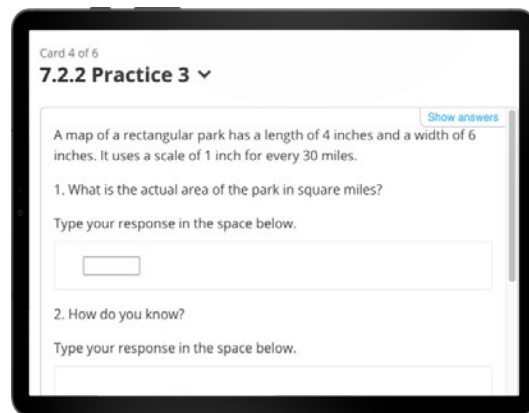 Card 4 of 6
7.2.2 Practice 3
Show answers
A map of a rectangular park has a length of 4 inches and a width of 6
inches. It uses a scale of 1 inch for every 30 miles.
1. What is the actual area of the park in square miles?
Type your response in the space below.
2. How do you know?
Type your response in the space below.